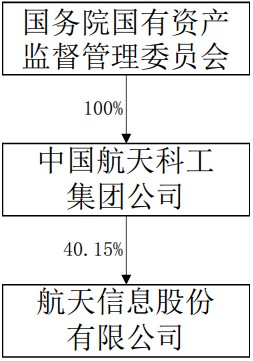 国务院国有资产
监督管理委员会
100%
中国航天科工
集团公司
40.15%
航天信息股份
有限公司